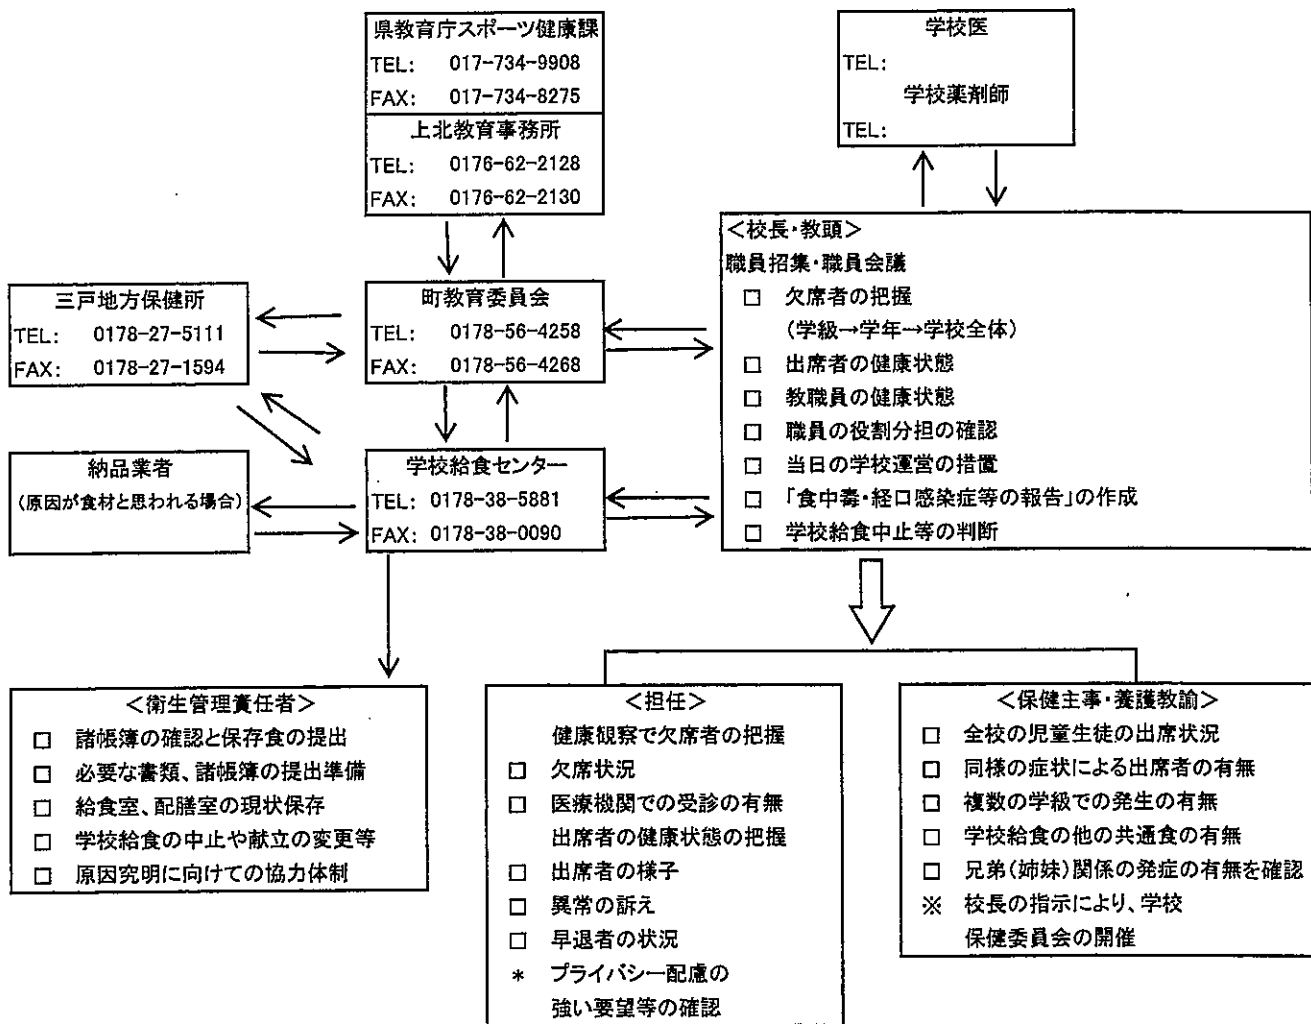 県教育庁スポーツ健康課
TEL: 017-734-9908
FAX: 017-734-8275
上北教育事務所
TEL: 0176-62-2128
FAX: 0176-62-2130
学校医
TEL:
学校薬剤師
TEL:
三戸地方保健所
TEL: 0178-27-5111
FAX: 0178-27-1594
町教育委員会
TEL: 0178-56-4258
FAX: 0178-56-4268
<校長・教頭>
職員招集・職員会議
□ 欠席者の把握
(学級→学年→学校全体)
□ 出席者の健康状態
□ 教職員の健康状態
□ 職員の役割分担の確認
□ 当日の学校運営の措置
□ 「食中毒・経口感染症等の報告」の作成
□ 学校給食中止等の判断
納品業者
(原因が食材と思われる場合)
学校給食センター
TEL: 0178-38-5881
FAX: 0178-38-0090
<衛生管理責任者>
□ 諸帳簿の確認と保存食の提出
□ 必要な書類、諸帳簿の提出準備
□ 給食室、配膳室の現状保存
□ 学校給食の中止や献立の変更等
□ 原因究明に向けての協力体制
<担任>
健康観察で欠席者の把握
□ 欠席状況
□ 医療機関での受診の有無
出席者の健康状態の把握
□ 出席者の様子
□ 異常の訴え
□ 早退者の状況
* プライバシー配慮の
強い要望等の確認
<保健主事・養護教諭>
□ 全校の児童生徒の出席状況
□ 同様の症状による出席者の有無
□ 複数の学級での発生の有無
□ 学校給食の他の共通食の有無
□ 兄弟(姉妹)関係の発症の有無を確認
※ 校長の指示により、学校
保健委員会の開催